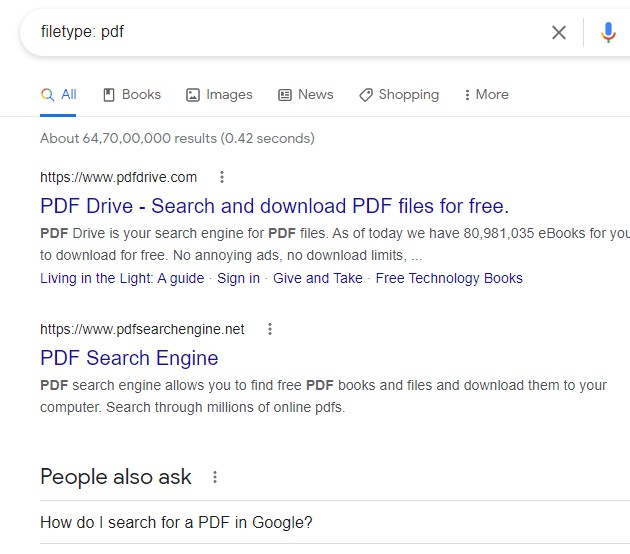 filetype: pdf
All Books Images News Shopping More
About 64,70,00,000 results (0.42 seconds)
https://www.pdfdrive.com
PDF Drive - Search and download PDF files for free.
PDF Drive is your search engine for PDF files. As of today we have 80,981,035 eBooks for you
to download for free. No annoying ads, no download limits, ...
Living in the Light: A guide · Sign in · Give and Take · Free Technology Books
https://www.pdfsearchengine.net
PDF Search Engine
PDF search engine allows you to find free PDF books and files and download them to your
computer. Search through millions of online pdfs.
People also ask
How do I search for a PDF in Google?